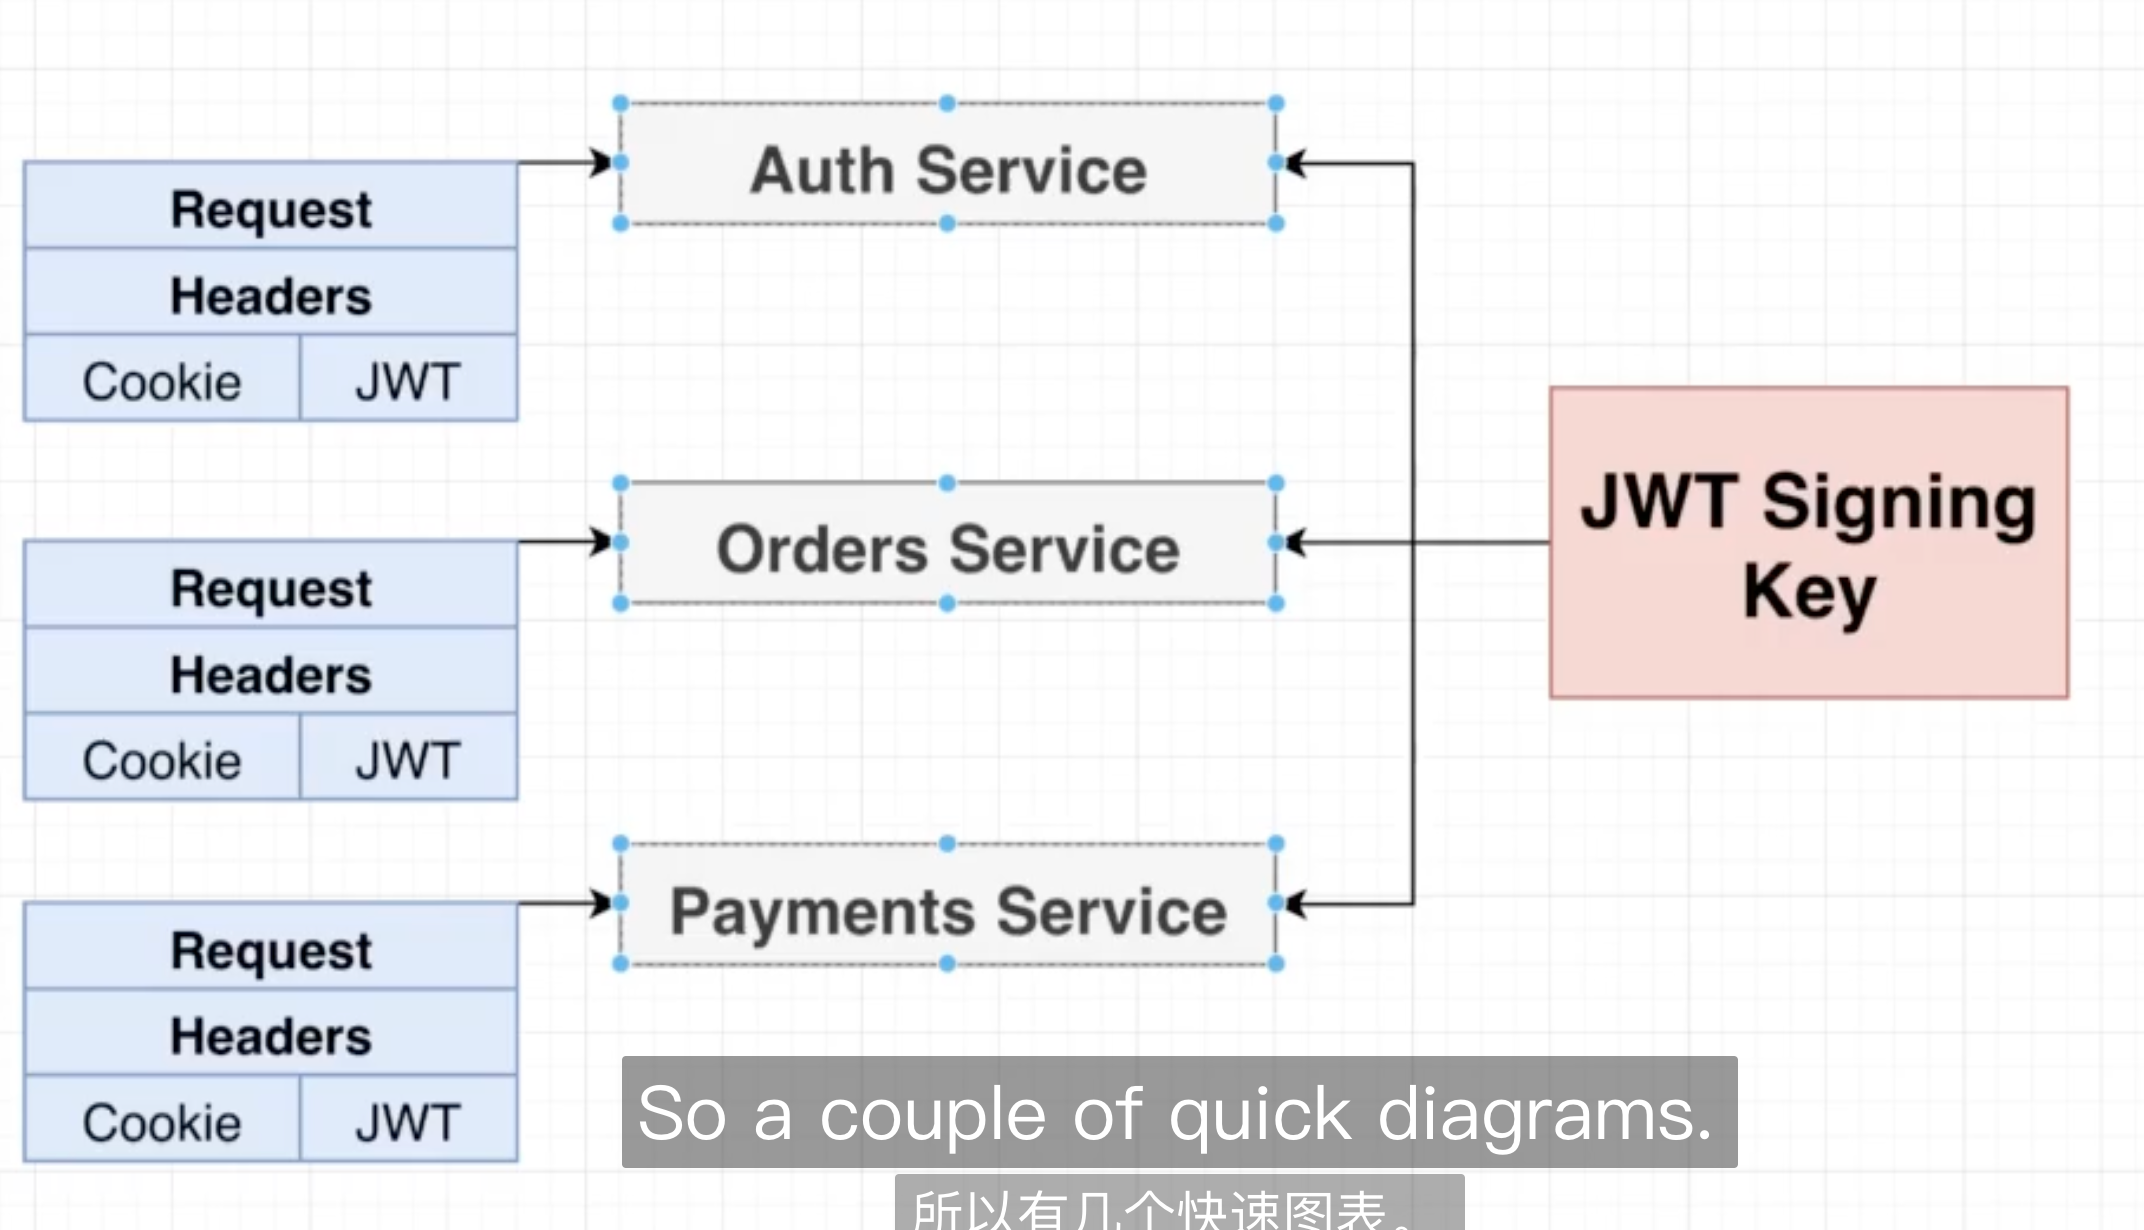 Request
Headers
Cookie JWT
Auth Service
Request
Headers
Cookie JWT
Orders Service
Request
Headers
Cookie JWT
Payments Service
JWT Signing
Key
So a couple of quick diagrams.
所以有几个快速图表。